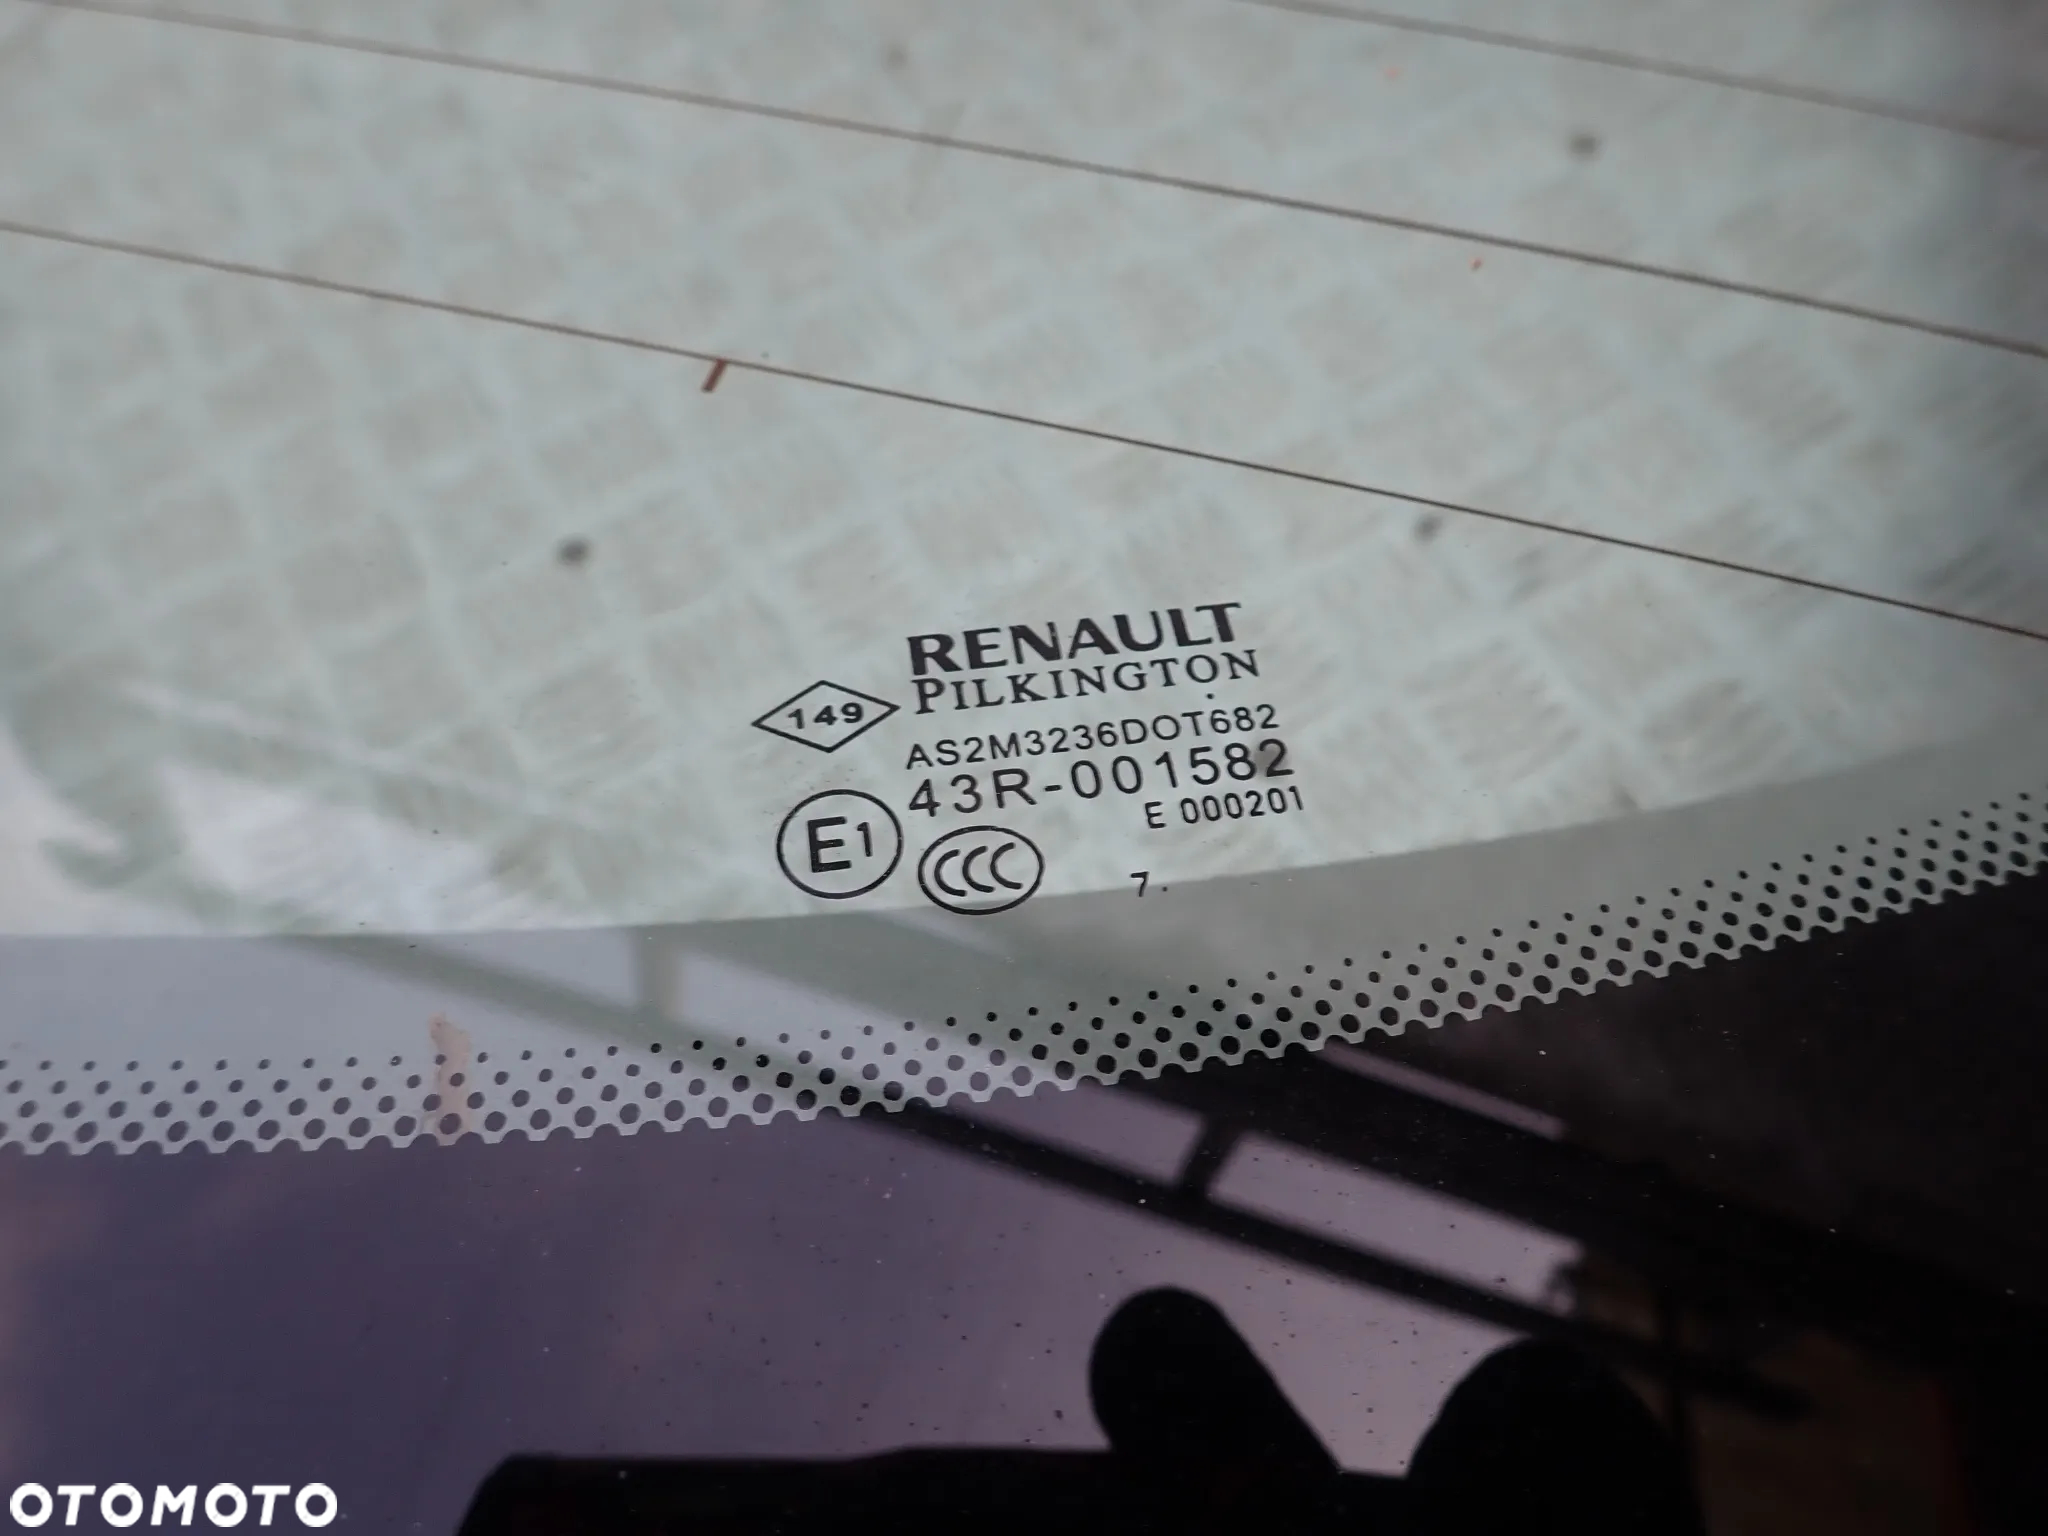 RENAULT
PILKINGTON
149
AS2M3236DOT682
43R-001582
E 000201
E1
CCC
7.
OTOMOTO